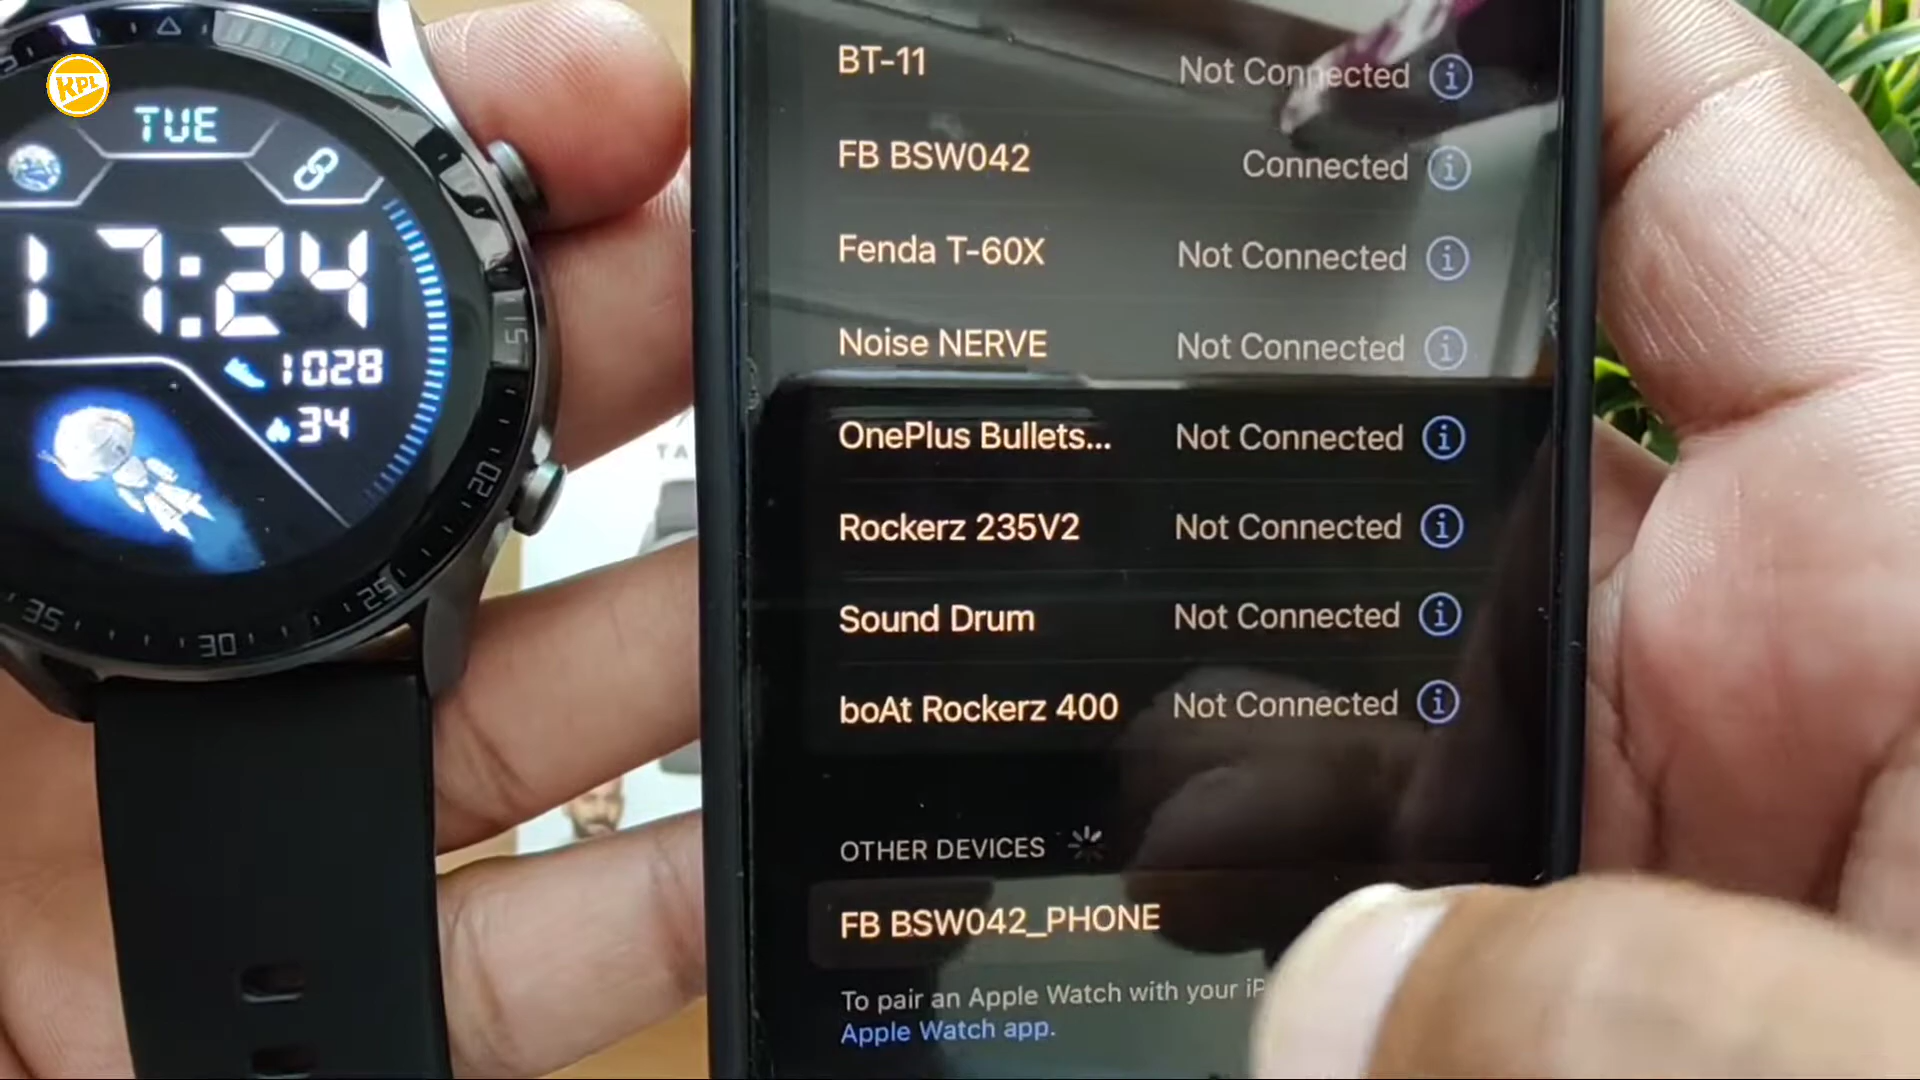 KPL
TUE
17:24
1028
34
15
20
25
30
35
TA
BT-11 Not Connected
FB BSW042 Connected
Fenda T-60X Not Connected
Noise NERVE Not Connected
OnePlus Bullets... Not Connected
Rockerz 235V2 Not Connected
Sound Drum Not Connected
boAt Rockerz 400 Not Connected
OTHER DEVICES
FB BSW042_PHONE
To pair an Apple Watch with your iP
Apple Watch app.